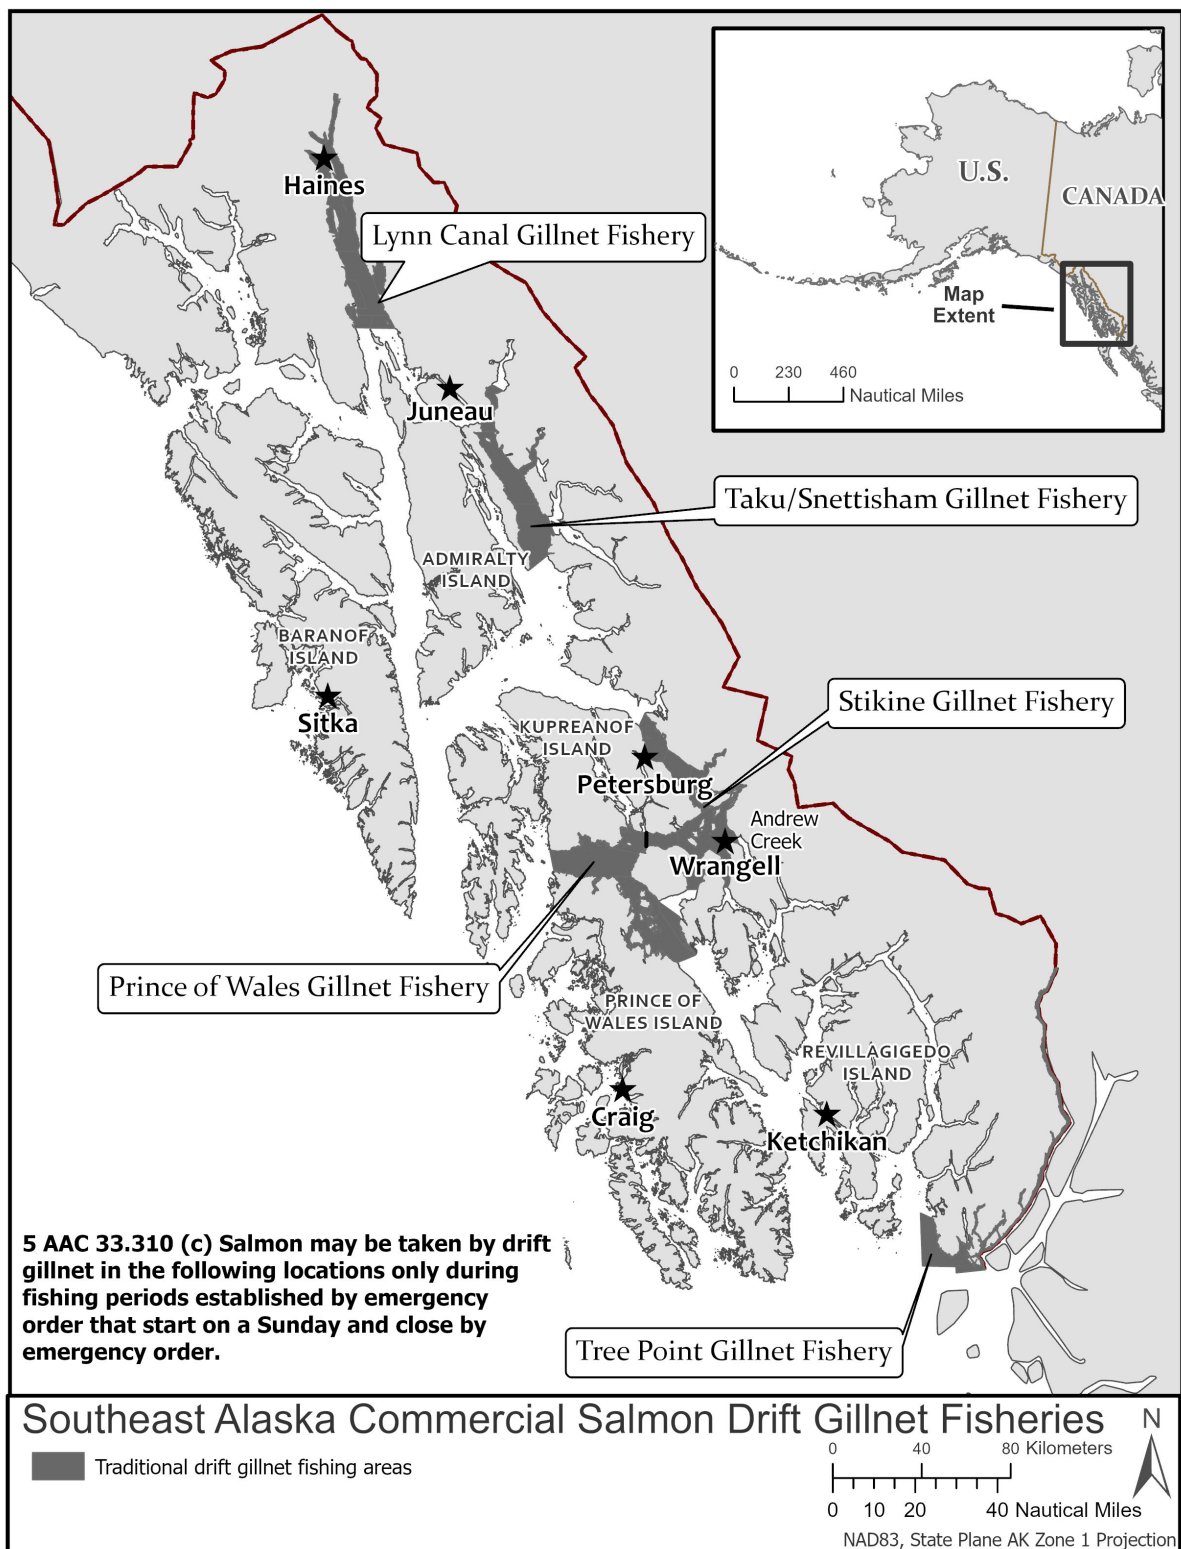 Haines
Lynn Canal Gillnet Fishery
U.S.
CANADA
Map
Extent
0 230 460
Nautical Miles
Juneau
Taku/Snettisham Gillnet Fishery
ADMIRALTY
ISLAND
BARANOF
ISLAND
Sitka
Stikine Gillnet Fishery
KUPREANOF
ISLAND
Petersburg
Andrew
Creek
Wrangell
Prince of Wales Gillnet Fishery
PRINCE OF
WALES ISLAND
REVILLAGIGEDO
ISLAND
Craig
Ketchikan
5 AAC 33.310 (c) Salmon may be taken by drift
gillnet in the following locations only during
fishing periods established by emergency
order that start on a Sunday and close by
emergency order.
Tree Point Gillnet Fishery
Southeast Alaska Commercial Salmon Drift Gillnet Fisheries
N
Traditional drift gillnet fishing areas
0 40 80 Kilometers
0 10 20 40 Nautical Miles
NAD83, State Plane AK Zone 1 Projection